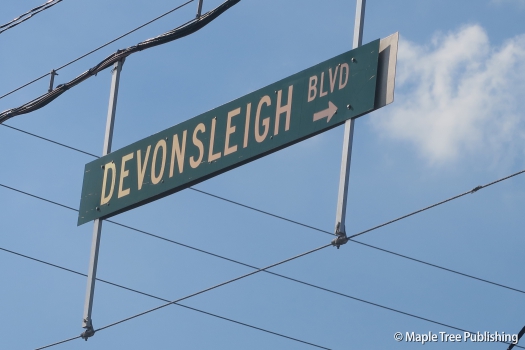 DEVONSLEIGH BLVD →
© Maple Tree Publishing